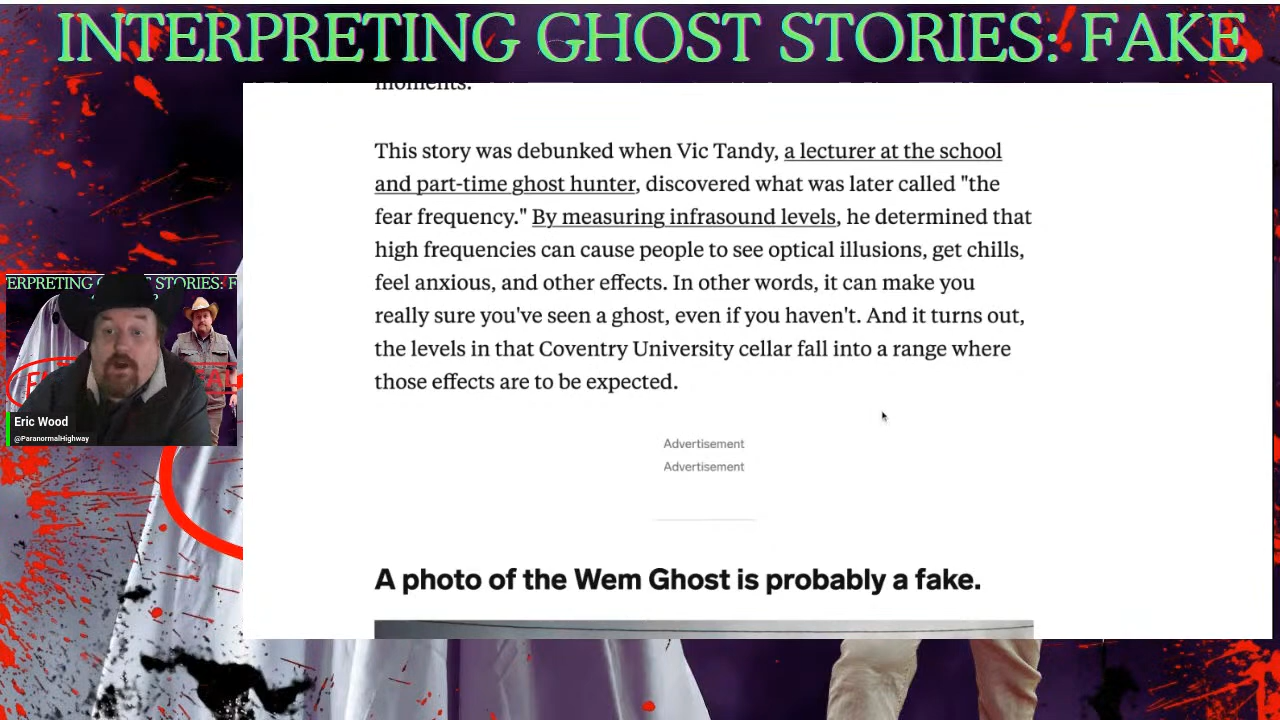 INTERPRETING GHOST STORIES: FAKE
moments.
This story was debunked when Vic Tandy, a lecturer at the school
and part-time ghost hunter, discovered what was later called "the
fear frequency." By measuring infrasound levels, he determined that
high frequencies can cause people to see optical illusions, get chills,
feel anxious, and other effects. In other words, it can make you
really sure you've seen a ghost, even if you haven't. And it turns out,
the levels in that Coventry University cellar fall into a range where
those effects are to be expected.
Advertisement
Advertisement
A photo of the Wem Ghost is probably a fake.
Eric Wood
@ParanormalHighway